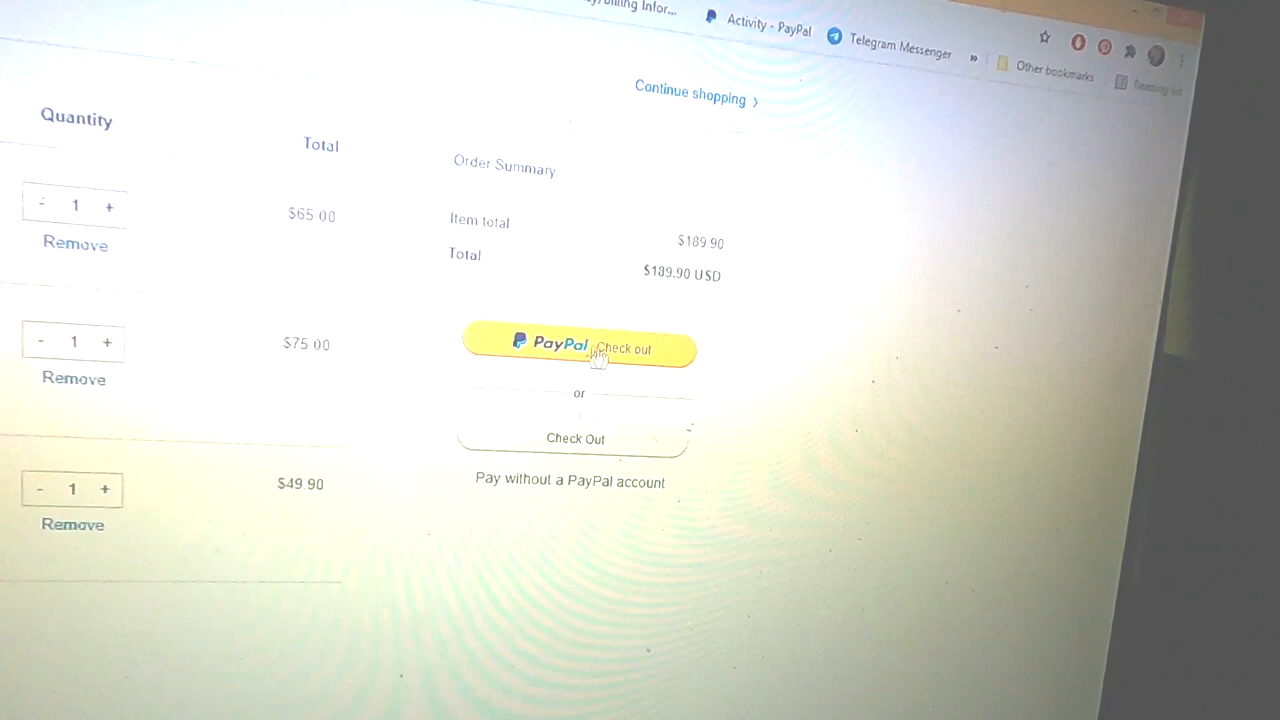 Activity - PayPal
Telegram Messenger
»
Other bookmarks
Reading list
Continue shopping >
Quantity
Total
Order Summary
- 1 +
$65.00
Remove
Item total
$189.90
Total
$189.90 USD
- 1 +
$75.00
Remove
PayPal Check out
or
Check Out
Pay without a PayPal account
- 1 +
$49.90
Remove